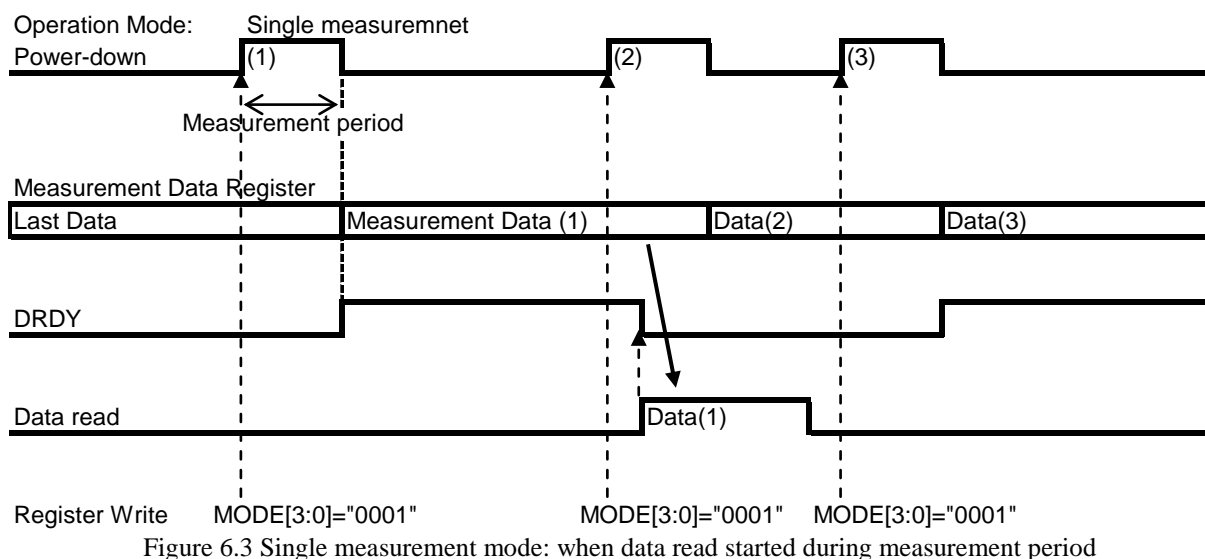 Operation Mode: Single measuremnet
Power-down (1) (2) (3)
Measurement period
Measurement Data Register
Last Data Measurement Data (1) Data(2) Data(3)
DRDY
Data read Data(1)
Register Write MODE[3:0]="0001" MODE[3:0]="0001" MODE[3:0]="0001"
Figure 6.3 Single measurement mode: when data read started during measurement period